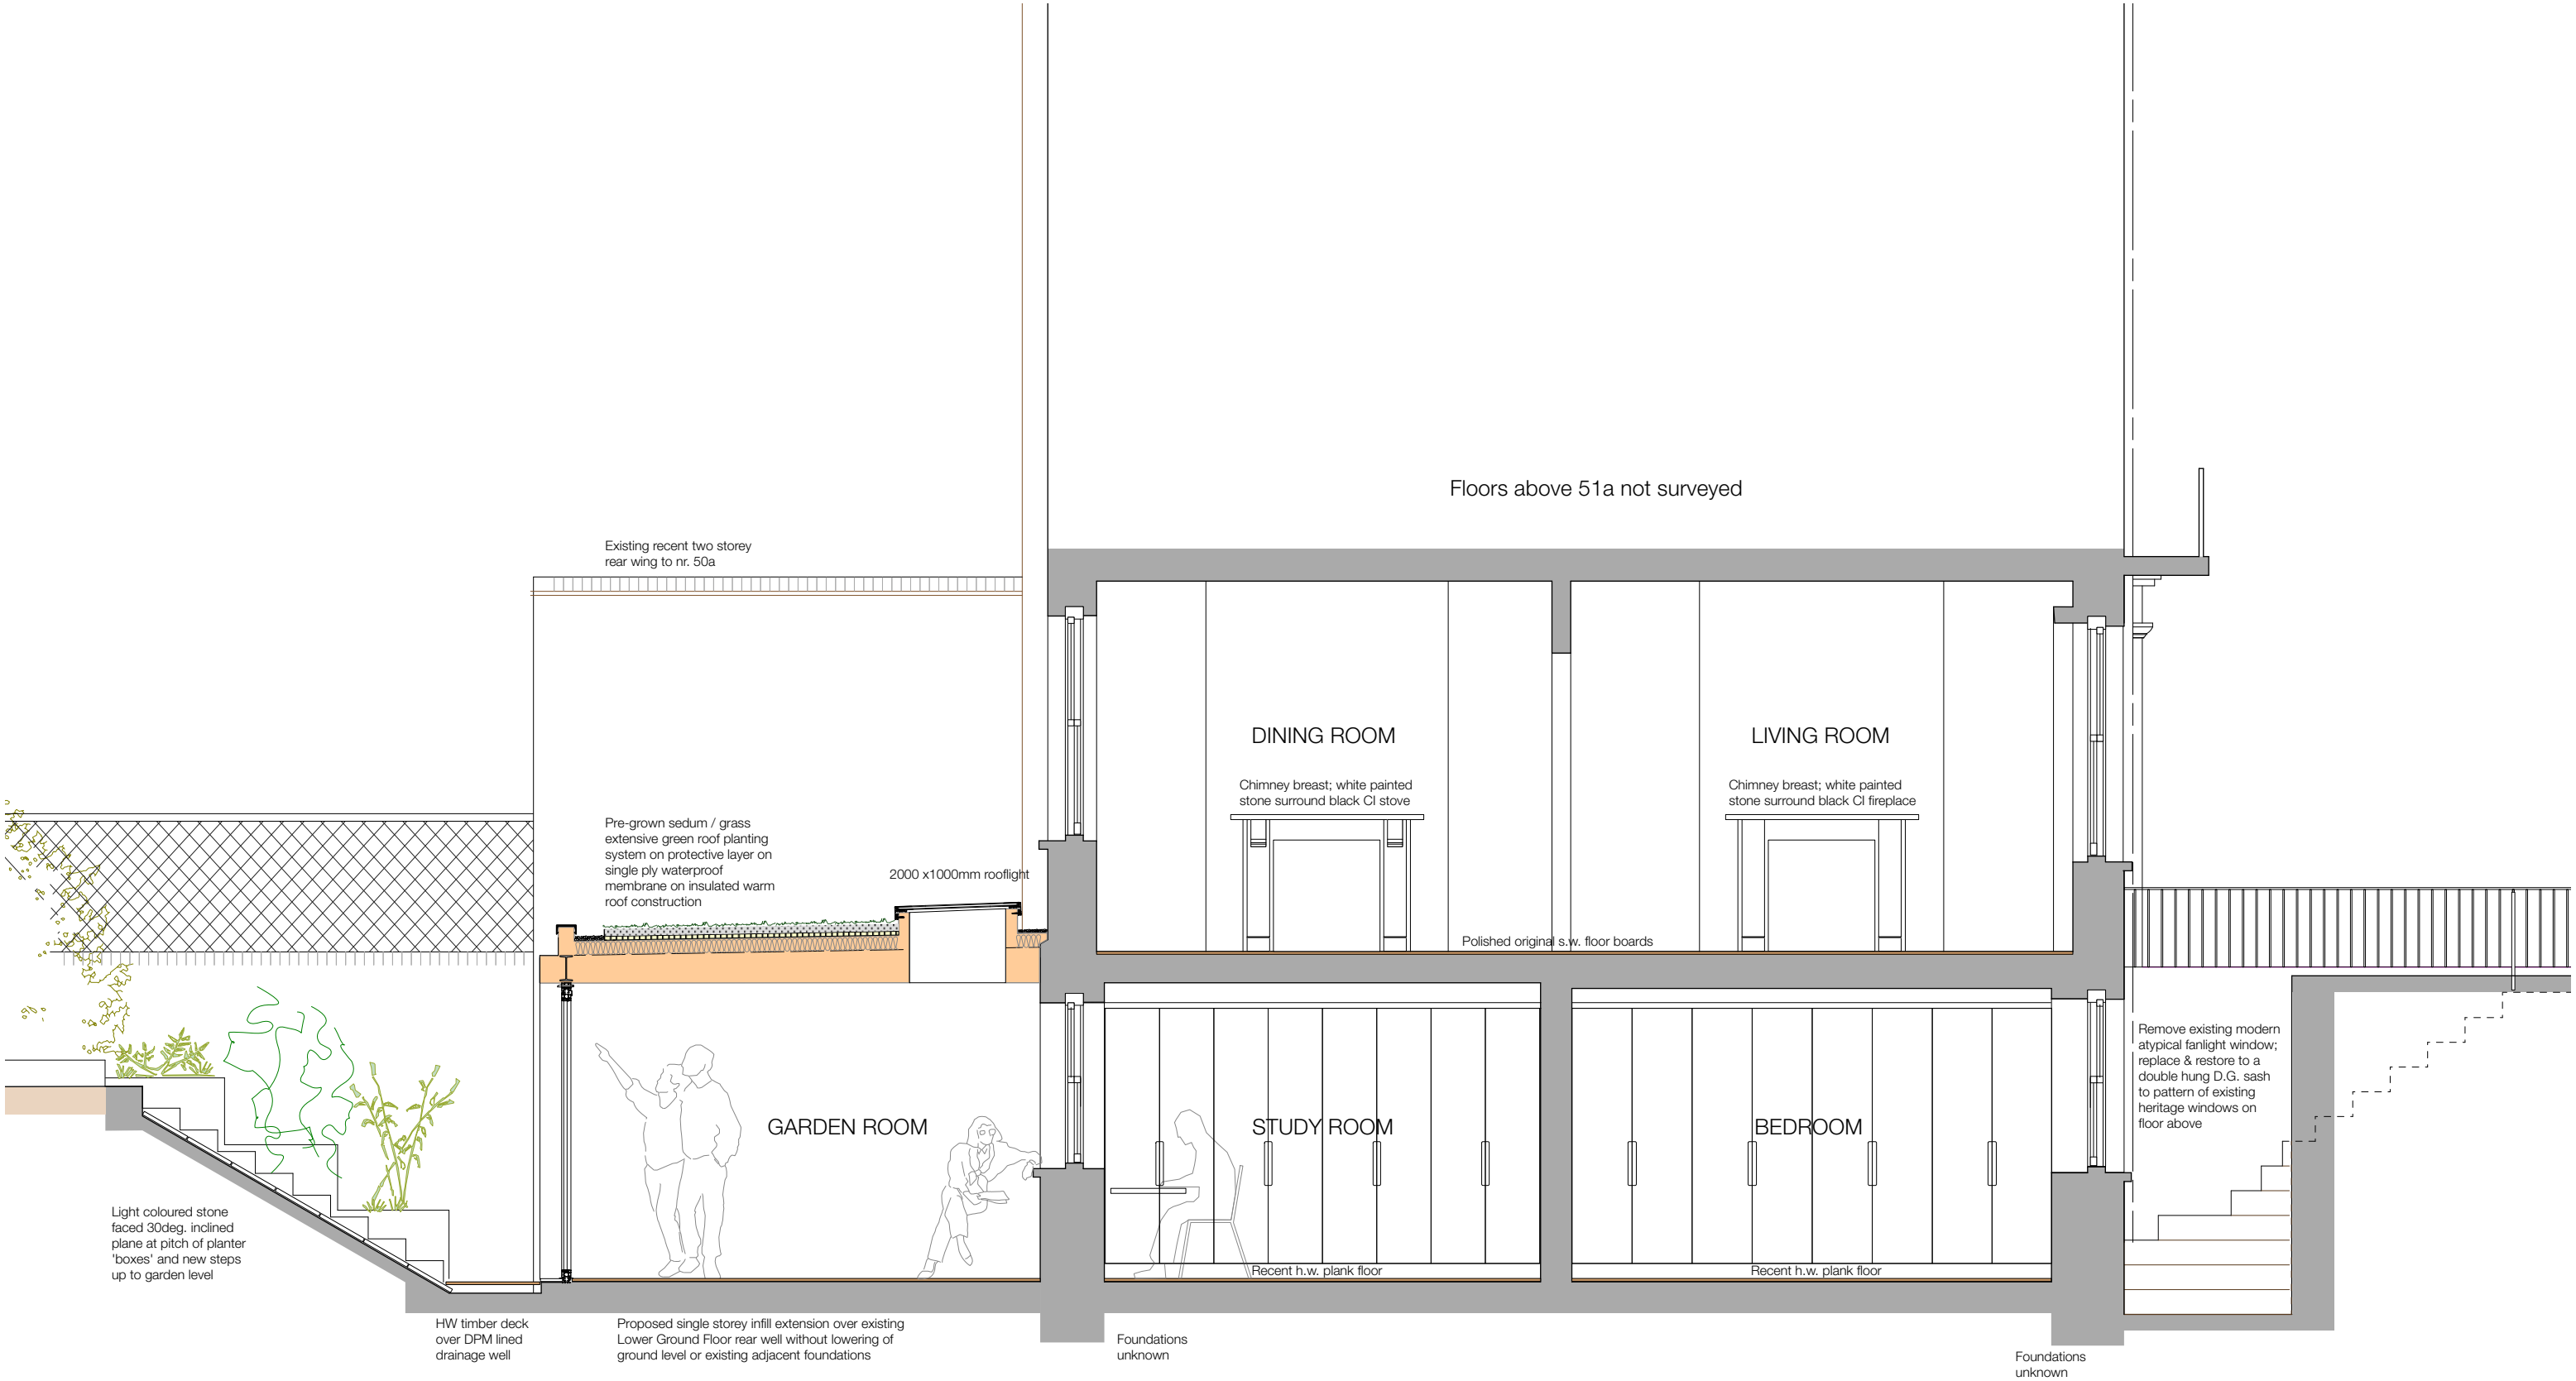 Floors above 51a not surveyed
Existing recent two storey
rear wing to nr. 50a
DINING ROOM
Chimney breast; white painted
stone surround black CI stove
LIVING ROOM
Chimney breast; white painted
stone surround black CI fireplace
Pre-grown sedum / grass
extensive green roof planting
system on protective layer on
single ply waterproof
membrane on insulated warm
roof construction
2000 x1000mm rooflight
Polished original s.w. floor boards
Remove existing modern
atypical fanlight window;
replace & restore to a
double hung D.G. sash
to pattern of existing
heritage windows on
floor above
GARDEN ROOM
STUDY ROOM
BEDROOM
Light coloured stone
faced 30deg. inclined
plane at pitch of planter
'boxes' and new steps
up to garden level
Recent h.w. plank floor
Recent h.w. plank floor
HW timber deck
over DPM lined
drainage well
Proposed single storey infill extension over existing
Lower Ground Floor rear well without lowering of
ground level or existing adjacent foundations
Foundations
unknown
Foundations
unknown